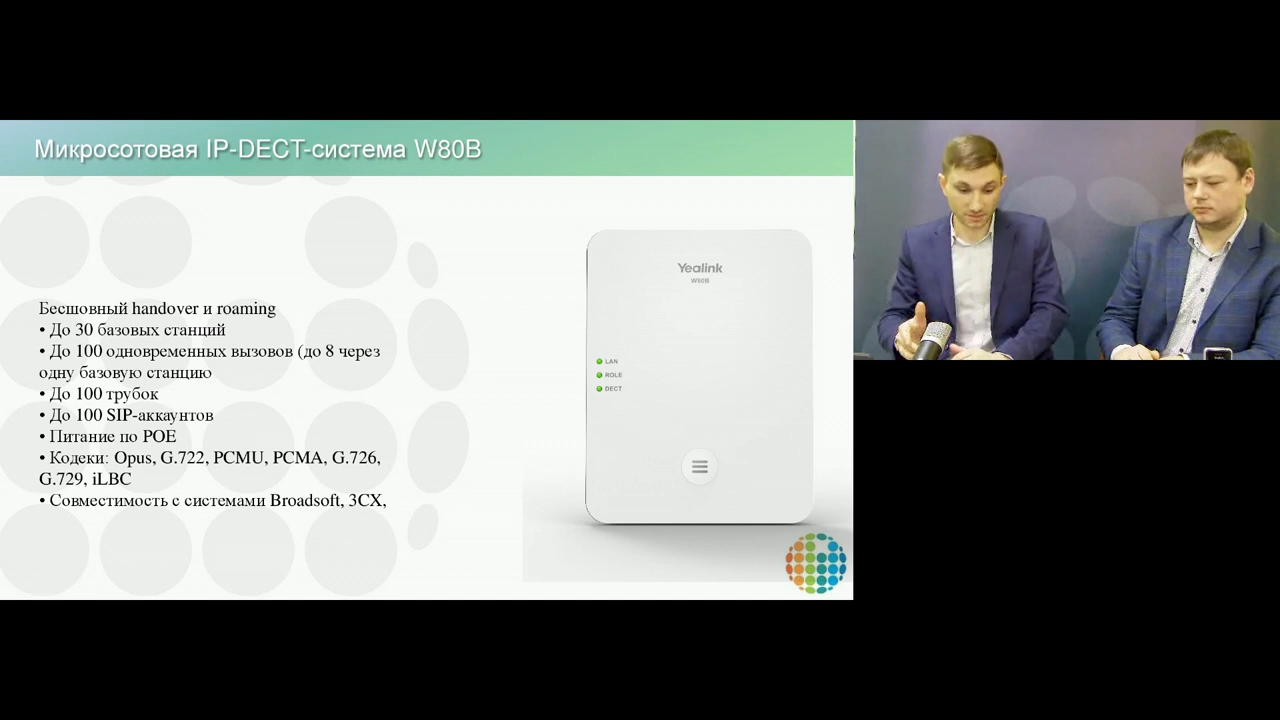 Микросотовая IP-DECT-система W80B
Бесшовный handover и roaming
• До 30 базовых станций
• До 100 одновременных вызовов (до 8 через
одну базовую станцию
• До 100 трубок
• До 100 SIP-аккаунтов
• Питание по POE
• Кодеки: Opus, G.722, PCMU, PCMA, G.726,
G.729, iLBC
• Совместимость с системами Broadsoft, 3CX,
Yealink
W80B
LAN
ROLE
DECT